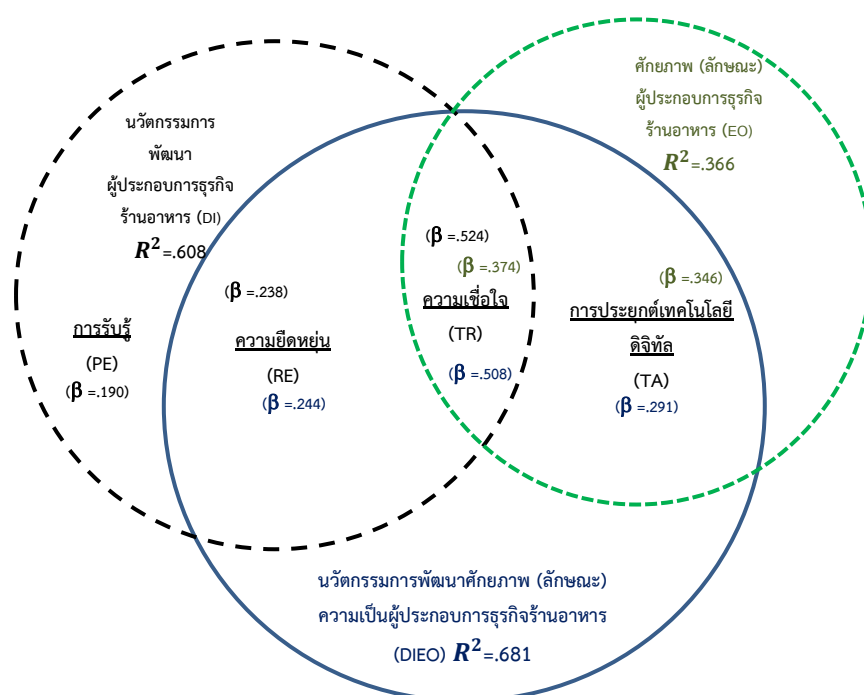 นวัตกรรมการ
พัฒนา
ผู้ประกอบการธุรกิจ
ร้านอาหาร (DI)
R²=.608
ศักยภาพ (ลักษณะ)
ผู้ประกอบการธุรกิจ
ร้านอาหาร (EO)
R²=.366
การรับรู้
(PE)
(β =.190)
(β =.238)
ความยืดหยุ่น
(RE)
(β =.244)
(β =.524)
(β =.374)
ความเชื่อใจ
(TR)
(β =.508)
(β =.346)
การประยุกต์เทคโนโลยี
ดิจิทัล
(TA)
(β =.291)
นวัตกรรมการพัฒนาศักยภาพ (ลักษณะ)
ความเป็นผู้ประกอบการธุรกิจร้านอาหาร
(DIEO) R²=.681